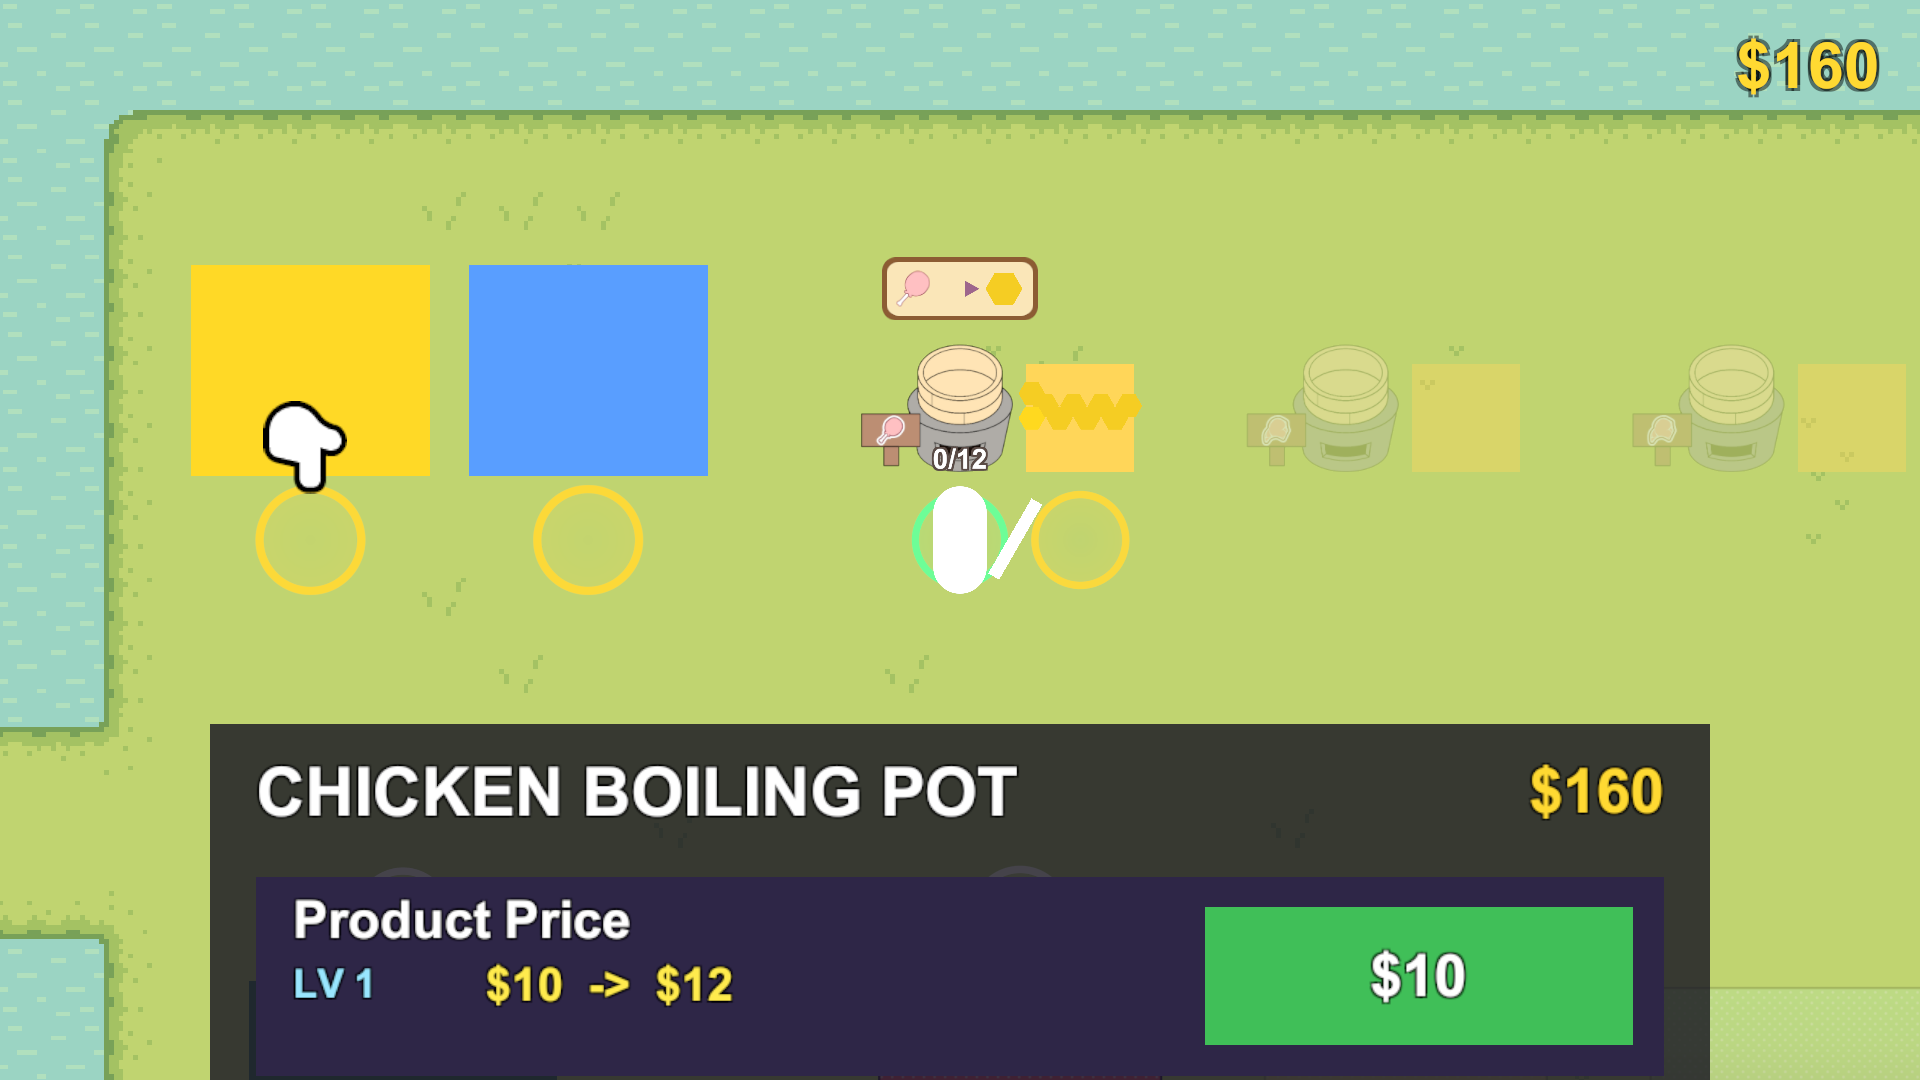 $160
0/12
CHICKEN BOILING POT
$160
Product Price
LV 1
$10 -> $12
$10